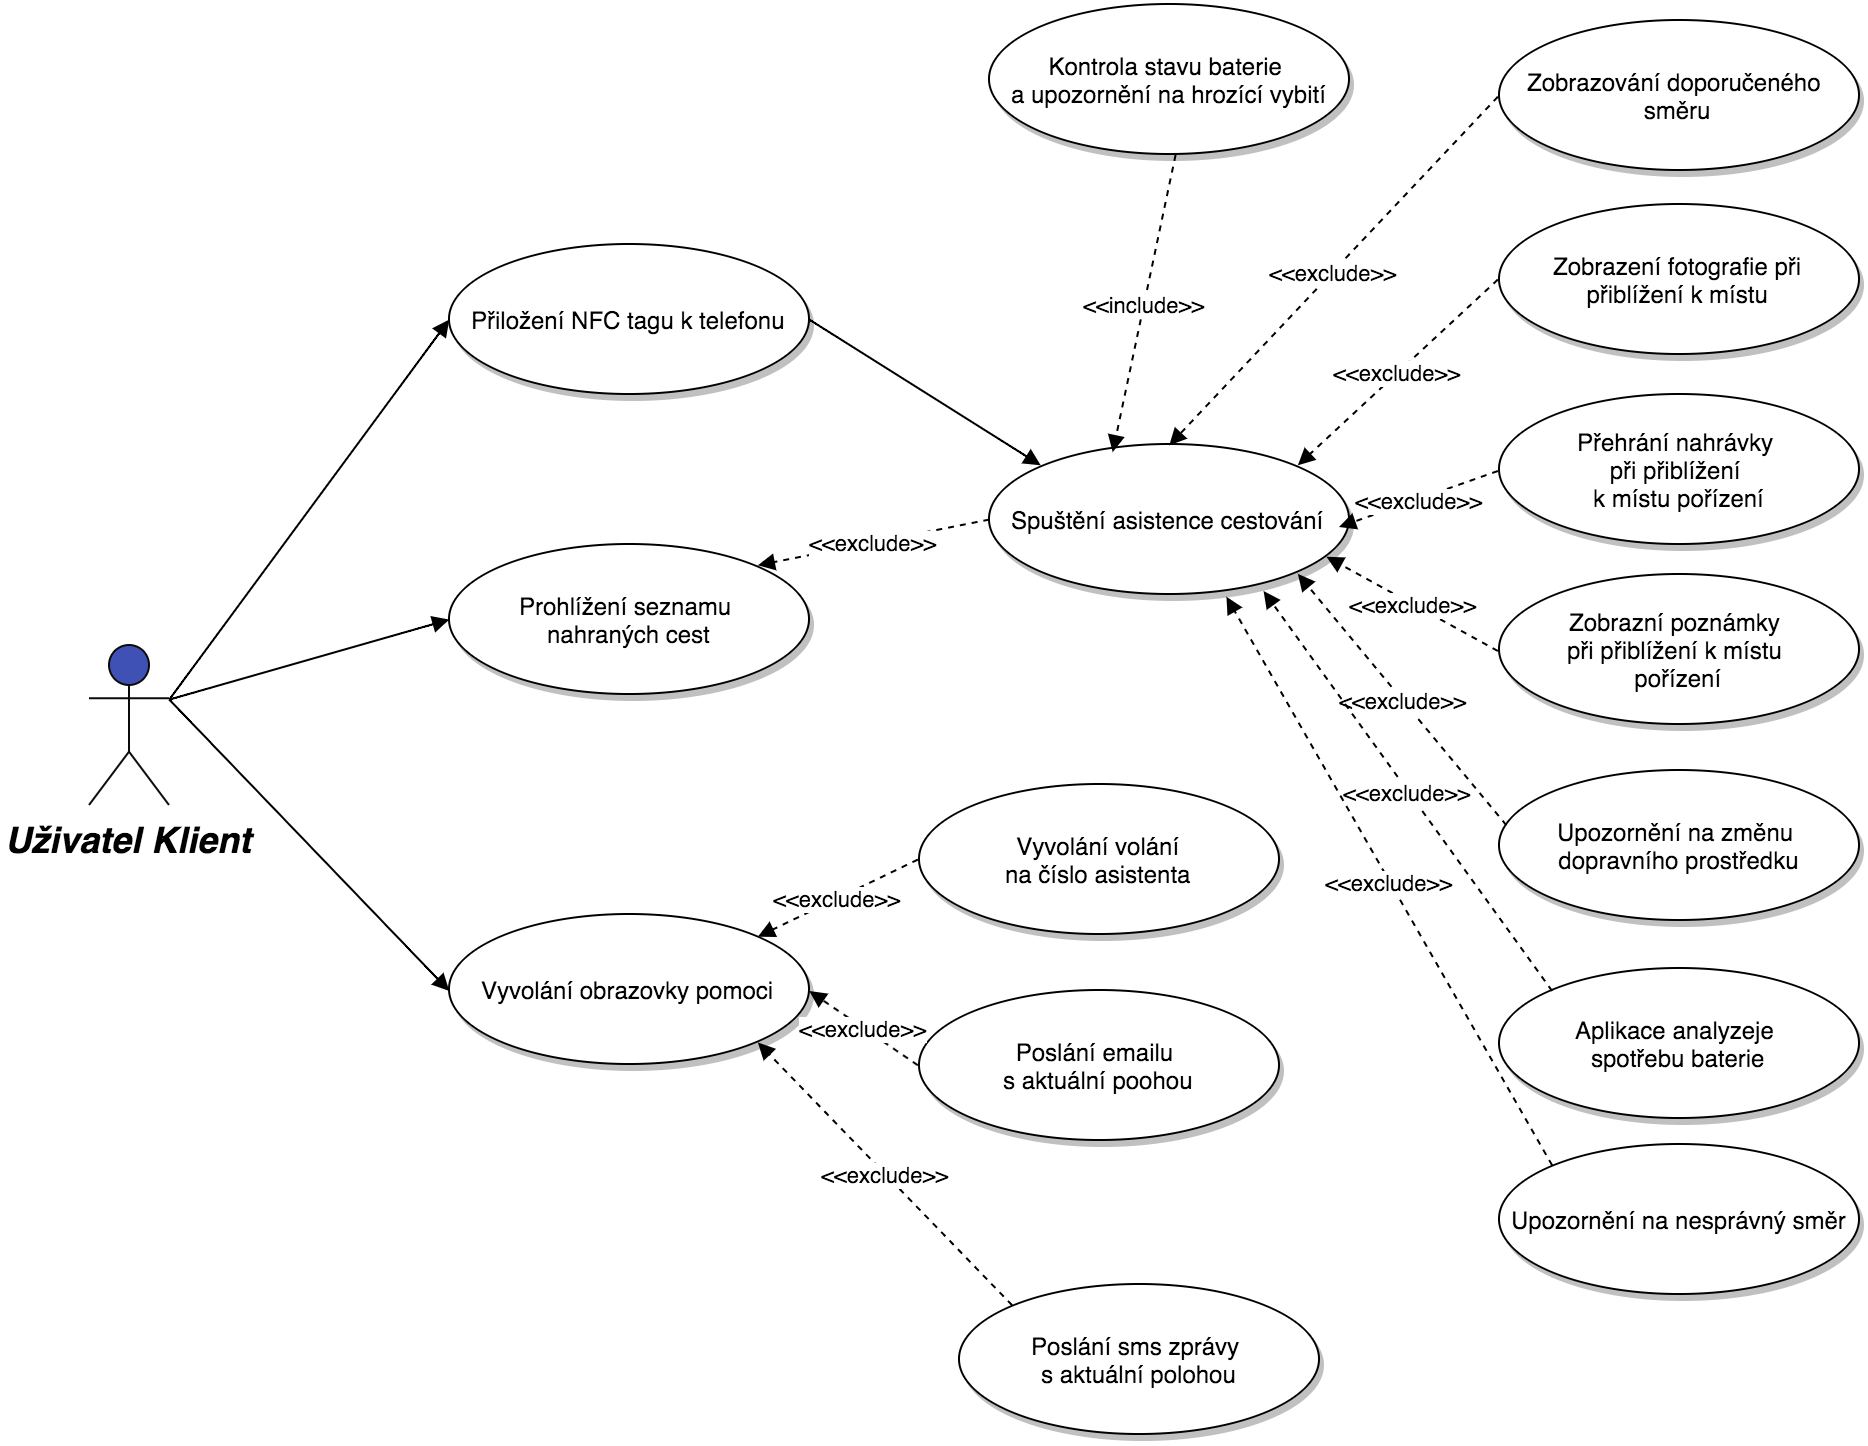 Kontrola stavu baterie
a upozornění na hrozící vybití
Zobrazování doporučeného
směru
<<exclude>>
<<include>>
Přiložení NFC tagu k telefonu
Zobrazení fotografie při
přiblížení k místu
<<exclude>>
Přehrání nahrávky
při přiblížení
k místu pořízení
<<exclude>>
Spuštění asistence cestování
<<exclude>>
Prohlížení seznamu
nahraných cest
<<exclude>>
Zobrazní poznámky
při přiblížení k místu
pořízení
<<exclude>>
<<exclude>>
Uživatel Klient
Upozornění na změnu
dopravního prostředku
Vyvolání volání
na číslo asistenta
<<exclude>>
<<exclude>>
Vyvolání obrazovky pomoci
<<exclude>>
Poslání emailu
s aktuální poohou
Aplikace analyzeje
spotřebu baterie
<<exclude>>
Upozornění na nesprávný směr
Poslání sms zprávy
s aktuální polohou